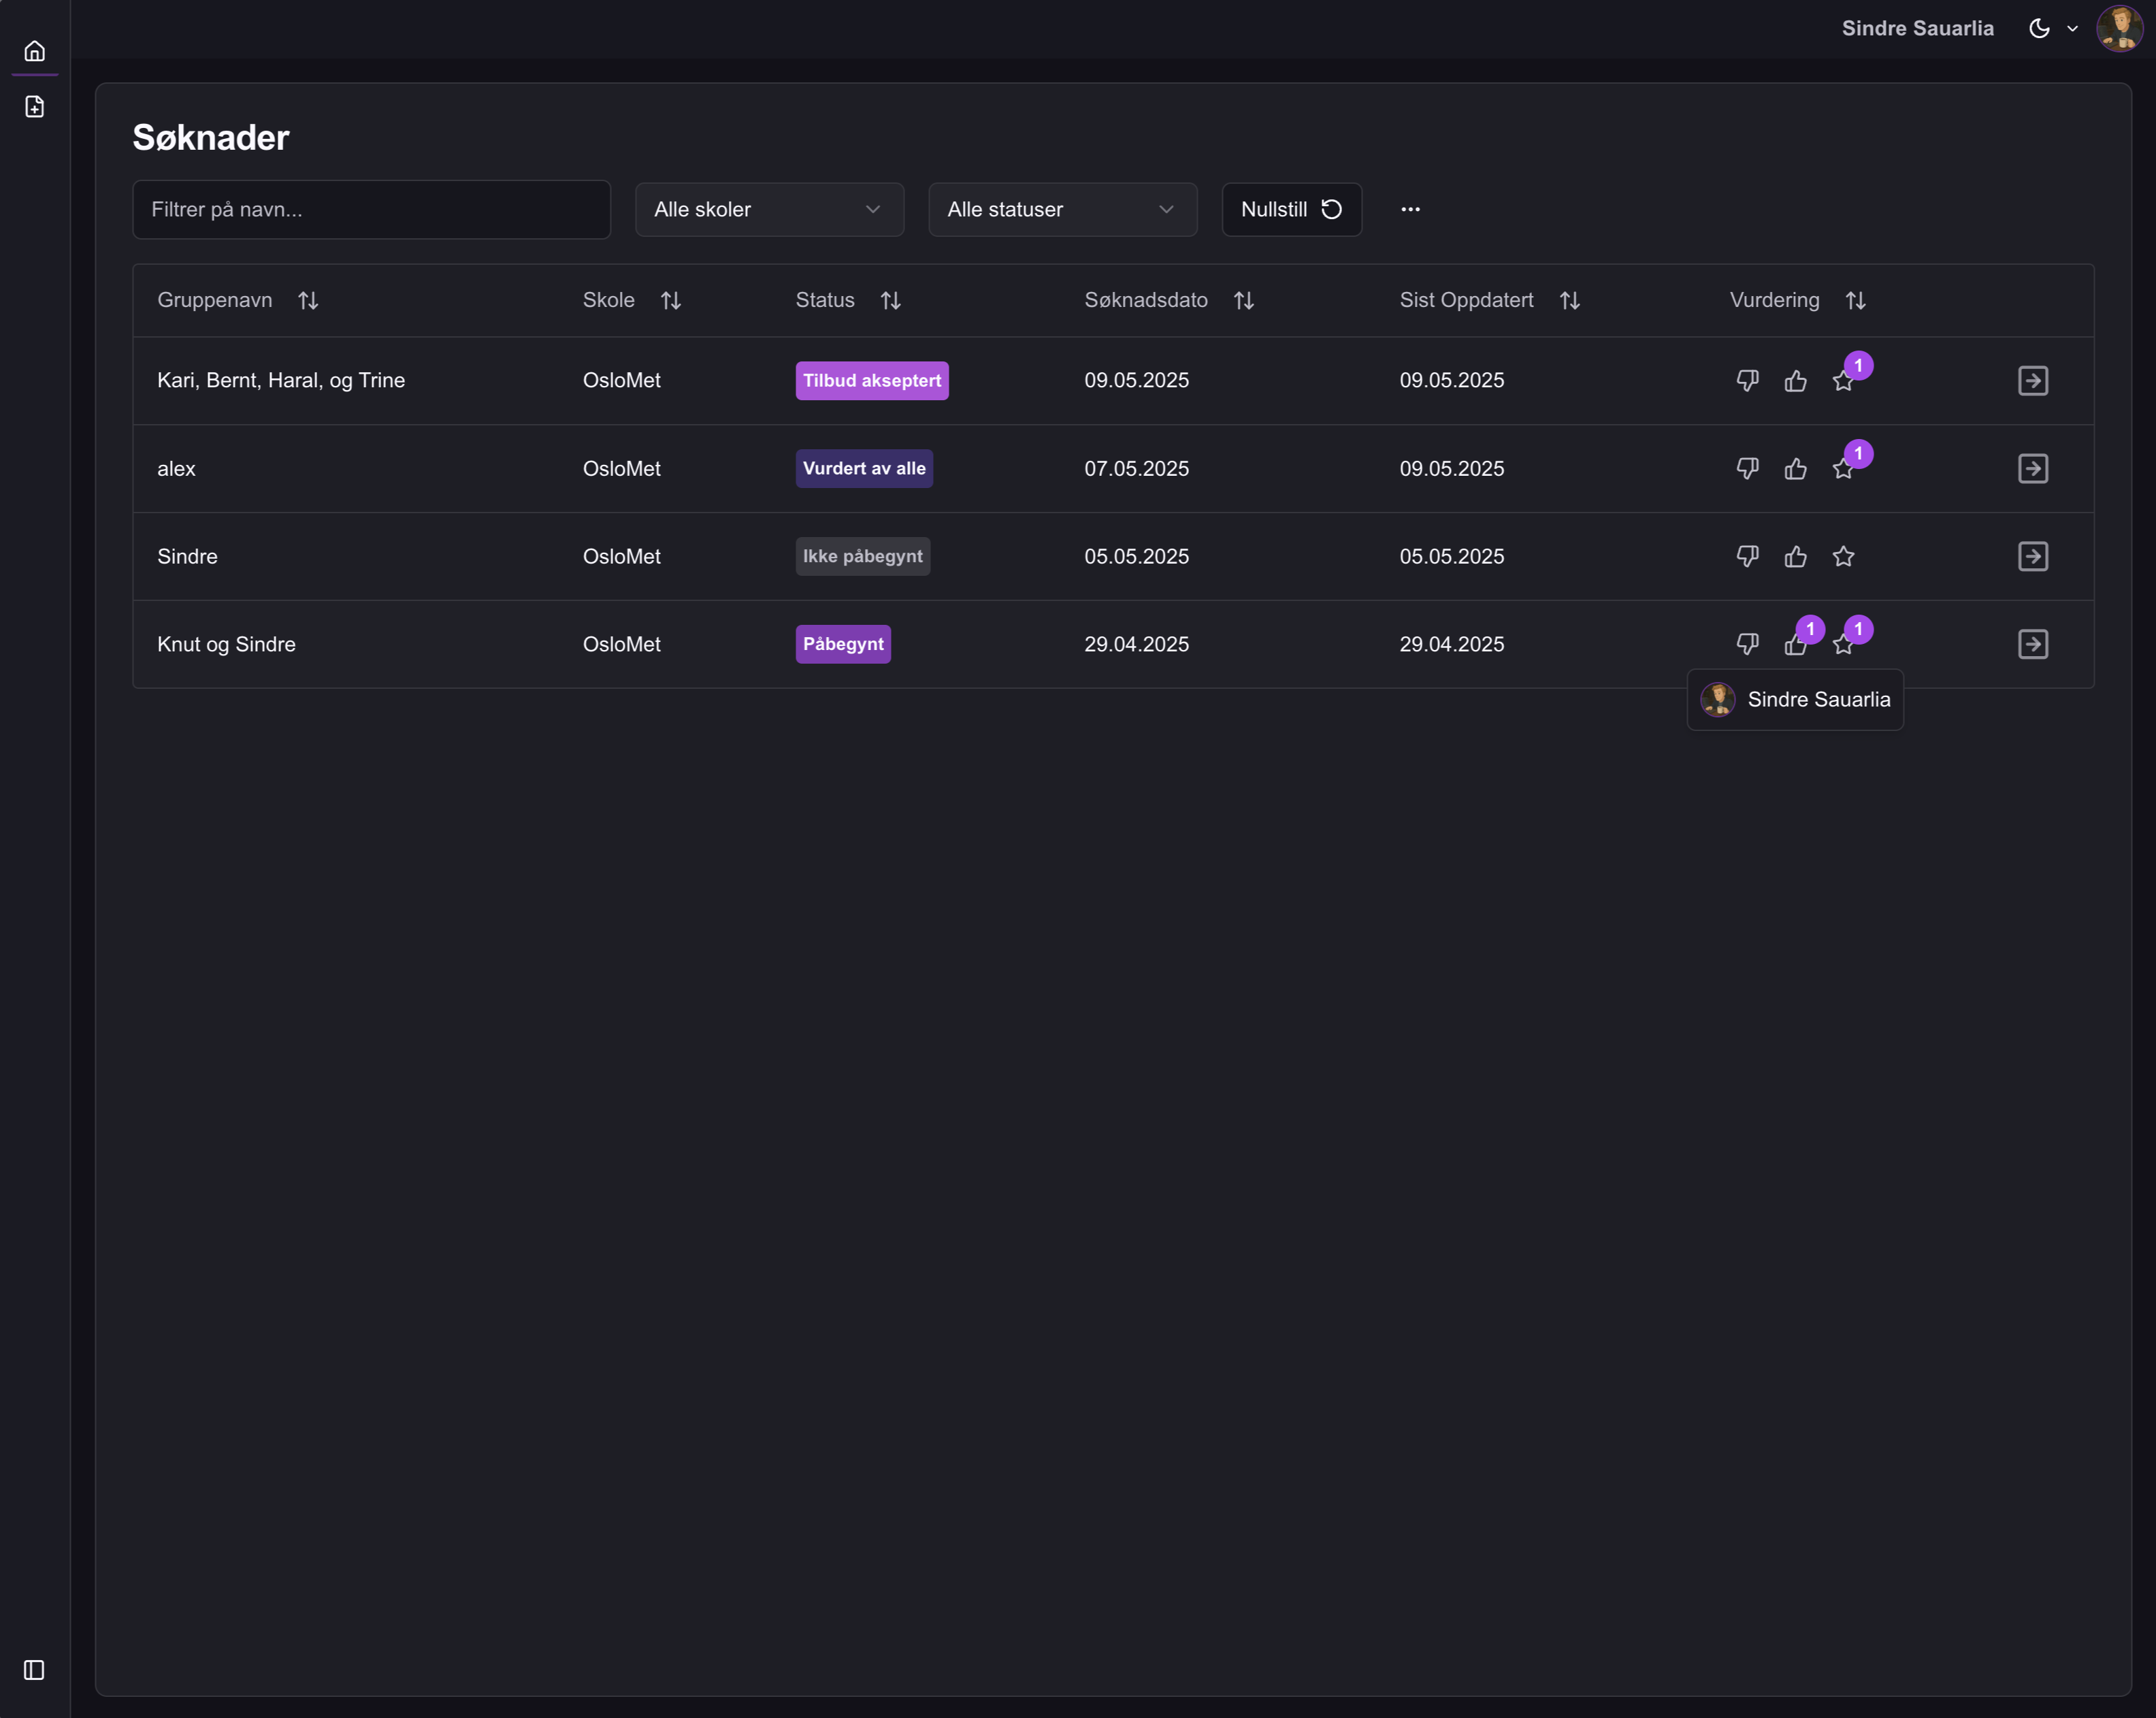 Sindre Sauarlia
Søknader
Filtrer på navn... Alle skoler Alle statuser Nullstill
Gruppenavn Skole Status Søknadsdato Sist Oppdatert Vurdering
Kari, Bernt, Haral, og Trine OsloMet Tilbud akseptert 09.05.2025 09.05.2025 1
alex OsloMet Vurdert av alle 07.05.2025 09.05.2025 1
Sindre OsloMet Ikke påbegynt 05.05.2025 05.05.2025
Knut og Sindre OsloMet Påbegynt 29.04.2025 29.04.2025 1 1
Sindre Sauarlia